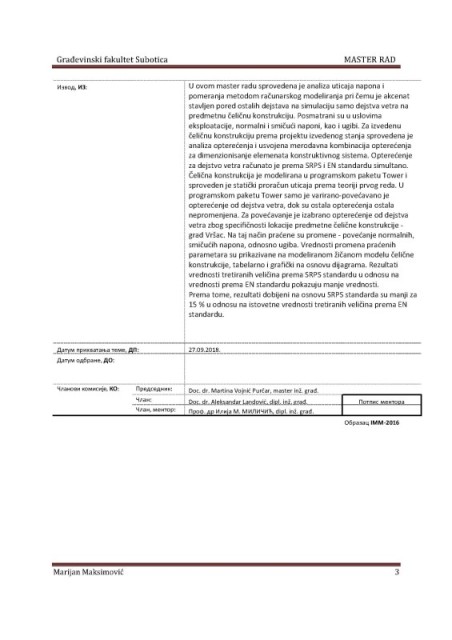 Građevinski fakultet Subotica MASTER RAD
Извод, ИЗ:
U ovom master radu sprovedena je analiza uticaja napona i
pomeranja metodom računarskog modeliranja pri čemu je akcenat
stavljen pored ostalih dejstava na simulaciju samo dejstva vetra na
predmetnu čeličnu konstrukciju. Posmatrani su u uslovima
eksploatacije, normalni i smičući naponi, kao i ugibi. Za izvedenu
čeličnu konstrukciju prema projektu izvedenog stanja sprovedena je
analiza opterećenja i usvojena merodavna kombinacija opterećenja
za dimenzionisanje elemenata konstruktivnog sistema. Opterećenje
za dejstvo vetra računato je prema SRPS i EN standardu simultano.
Čelična konstrukcija je modelirana u programskom paketu Tower i
sproveden je statički proračun uticaja prema teoriji prvog reda. U
programskom paketu Tower samo je varirano-povećavano je
opterećenje od dejstva vetra, dok su ostala opterećenja ostala
nepromenjena. Za povećavanje je izabrano opterećenje od dejstva
vetra zbog specifičnosti lokacije predmetne čelične konstrukcije -
grad Vršac. Na taj način praćene su promene - povećanje normalnih,
smičućih napona, odnosno ugiba. Vrednosti promena praćenih
parametara su prikazivane na modeliranom žičanom modelu čelične
konstrukcije, tabelarno i grafički na osnovu dijagrama. Rezultati
vrednosti tretiranih veličina prema SRPS standardu u odnosu na
vrednosti prema EN standardu pokazuju manje vrednosti.
Prema tome, rezultati dobijeni na osnovu SRPS standarda su manji za
15 % u odnosu na istovetne vrednosti tretiranih veličina prema EN
standardu.
Датум прихватања теме, ДП: 27.09.2018.
Датум одбране, ДО:
Чланови комисије, КО: Председник: Doc. dr. Martina Vojnić Purčar, master inž. građ.
Члан: Doc. dr. Aleksandar Landović, dipl. inž. građ. Потпис ментора
Члан, ментор: Проф. др Илија М. МИЛИЧИЋ, dipl. inž. građ.
Образац IMM-2016
Marijan Maksimović 3